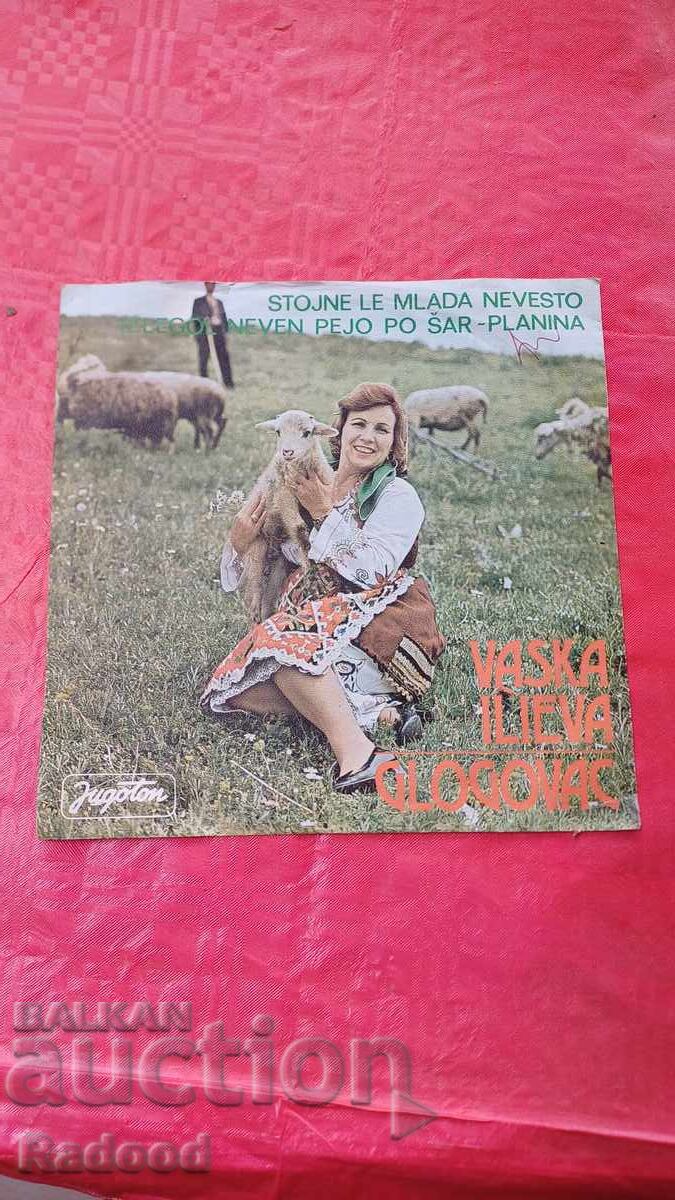 STOJNE LE MLADA NEVESTO
NEVEN PEJO PO ŠAR-PLANINA
VASKA
ILIEVA
GLOGOVAC
Jugoton
BALKAN
auction
Radood